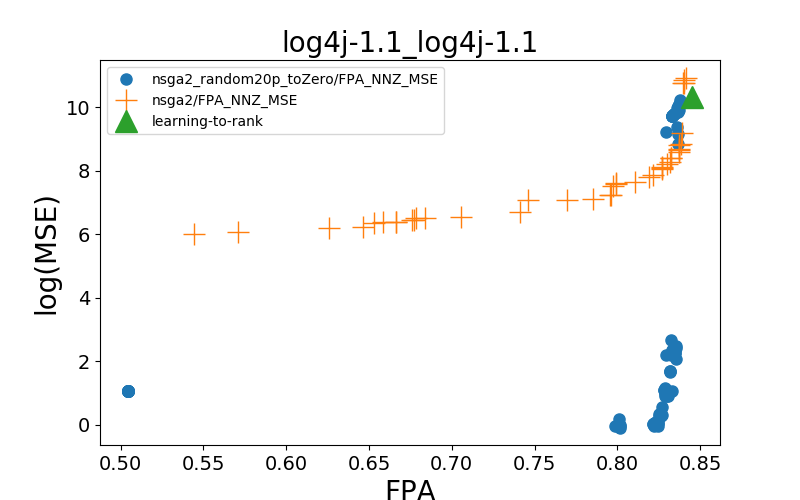 log4j-1.1_log4j-1.1
nsga2_random20p_toZero/FPA_NNZ_MSE
nsga2/FPA_NNZ_MSE
learning-to-rank
log(MSE)
10
8
6
4
2
0
0.50 0.55 0.60 0.65 0.70 0.75 0.80 0.85
FPA